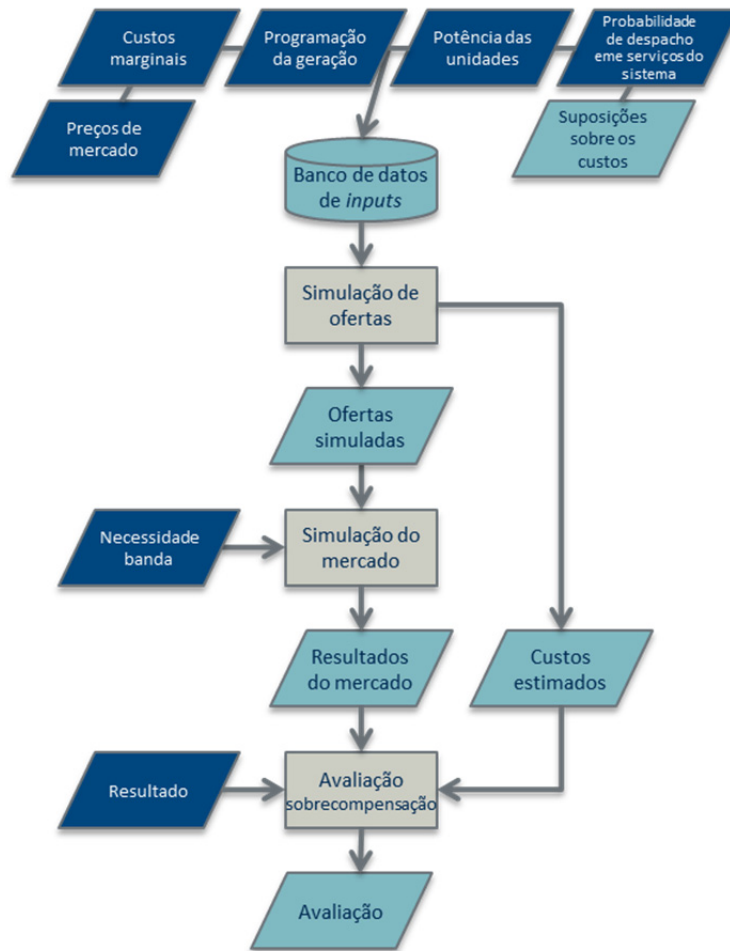 Custos
marginais
Programação
da geração
Potência das
unidades
Probabilidade
de despacho
eme serviços do
sistema
Preços de
mercado
Suposições
sobre os
custos
Banco de datos
de inputs
Simulação de
ofertas
Ofertas
simuladas
Necessidade
banda
Simulação do
mercado
Resultados
do mercado
Custos
estimados
Resultado
Avaliação
sobrecompensação
Avaliação